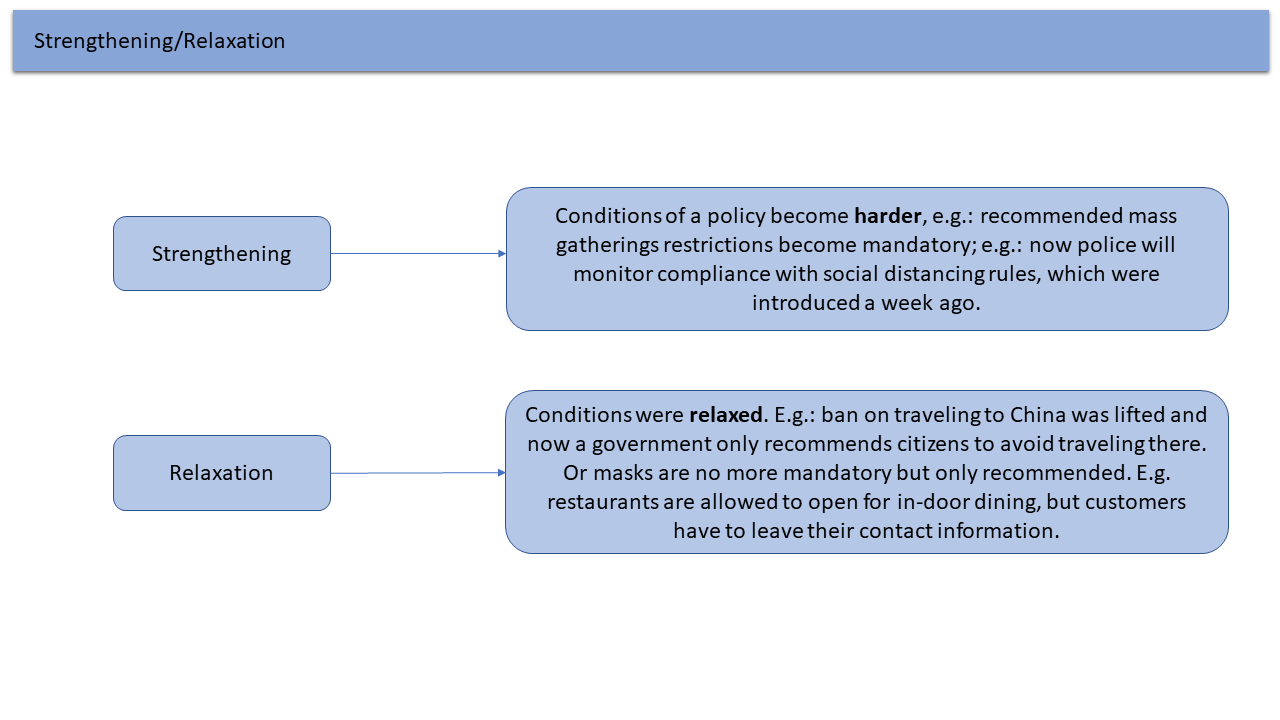 Strengthening/Relaxation
Strengthening
Conditions of a policy become harder, e.g.: recommended mass
gatherings restrictions become mandatory; e.g.: now police will
monitor compliance with social distancing rules, which were
introduced a week ago.
Relaxation
Conditions were relaxed. E.g.: ban on traveling to China was lifted and
now a government only recommends citizens to avoid traveling there.
Or masks are no more mandatory but only recommended. E.g.
restaurants are allowed to open for in-door dining, but customers
have to leave their contact information.